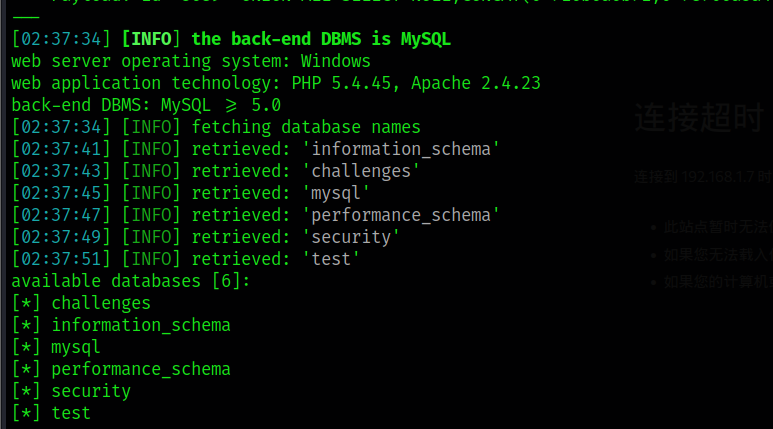 ---
[02:37:34] [INFO] the back-end DBMS is MySQL
web server operating system: Windows
web application technology: PHP 5.4.45, Apache 2.4.23
back-end DBMS: MySQL ⩾ 5.0
[02:37:34] [INFO] fetching database names
[02:37:41] [INFO] retrieved: 'information_schema'
[02:37:43] [INFO] retrieved: 'challenges'
[02:37:45] [INFO] retrieved: 'mysql'
[02:37:47] [INFO] retrieved: 'performance_schema'
[02:37:49] [INFO] retrieved: 'security'
[02:37:51] [INFO] retrieved: 'test'
available databases [6]:
[*] challenges
[*] information_schema
[*] mysql
[*] performance_schema
[*] security
[*] test
连接超时
连接到 192.168.1.7 时
此站点暂时无法
如果您无法载入
如果您的计算机